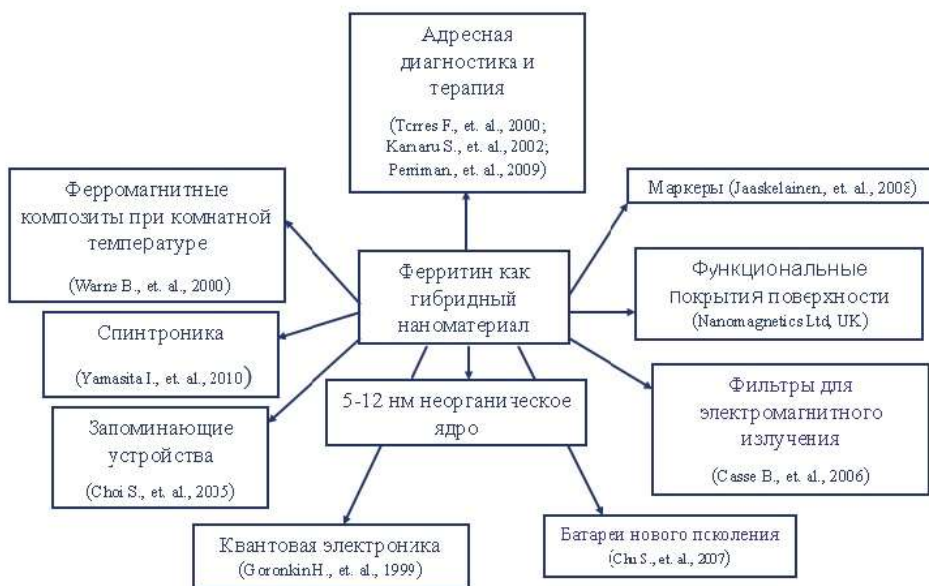 Адресная
диагностика и
терапия
(Torres F., et. al., 2000;
Kanaru S., et. al., 2002;
Perriman, et. al., 2009)
Ферромагнитные
композиты при комнатной
температуре
(Warne B., et. al., 2000)
Маркеры (Jaaskelainen, et. al., 2008)
Ферритин как
гибридный
наноматериал
Функциональные
покрытия поверхности
(Nanomagnetics Ltd, UK)
Спинтроника
(Yamasita I., et. al., 2010)
5-12 нм неорганическое
ядро
Фильтры для
электромагнитного
излучения
(Casse B., et. al., 2006)
Запоминающие
устройства
(Choi S., et. al., 2005)
Квантовая электроника
(Goronkin H., et. al., 1999)
Батареи нового поколения
(Chu S., et. al., 2007)